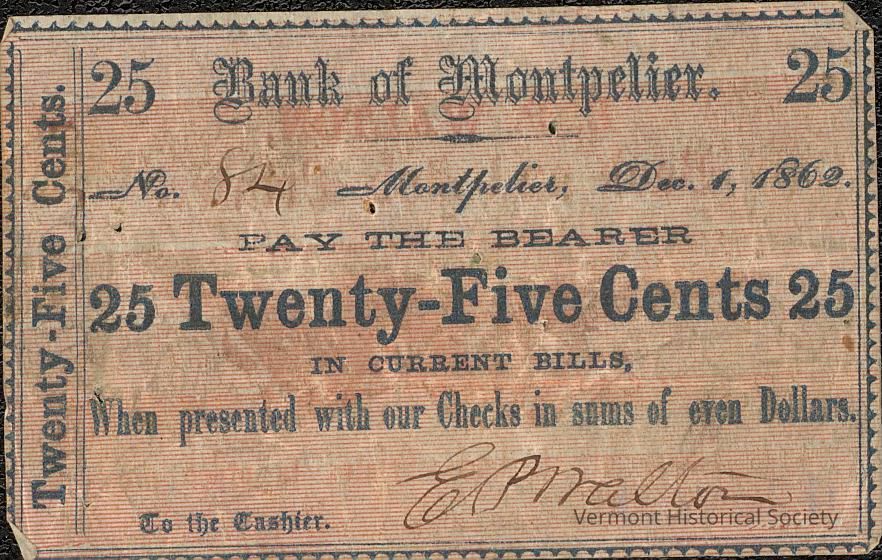 25 Bank of Montpelier. 25
No. 84 Montpelier, Dec. 1, 1862.
PAY THE BEARER
25 Twenty-Five Cents 25
IN CURRENT BILLS,
When presented with our Checks in sums of even Dollars.
E P Walton
To the Cashier.
Twenty-Five Cents.
Vermont Historical Society